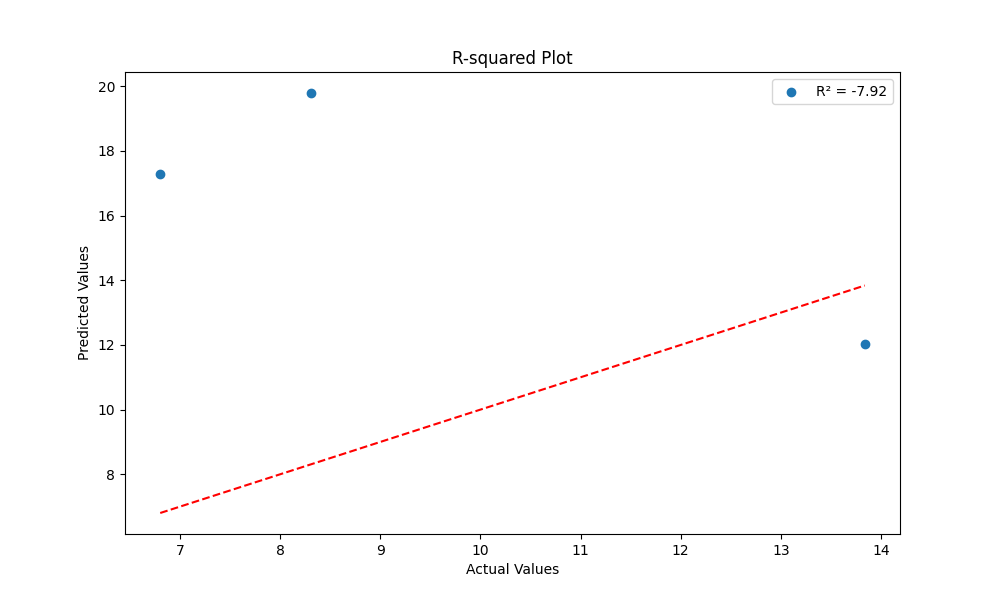 R-squared Plot
R² = -7.92
20
18
16
14
12
10
8
Predicted Values
7 8 9 10 11 12 13 14
Actual Values